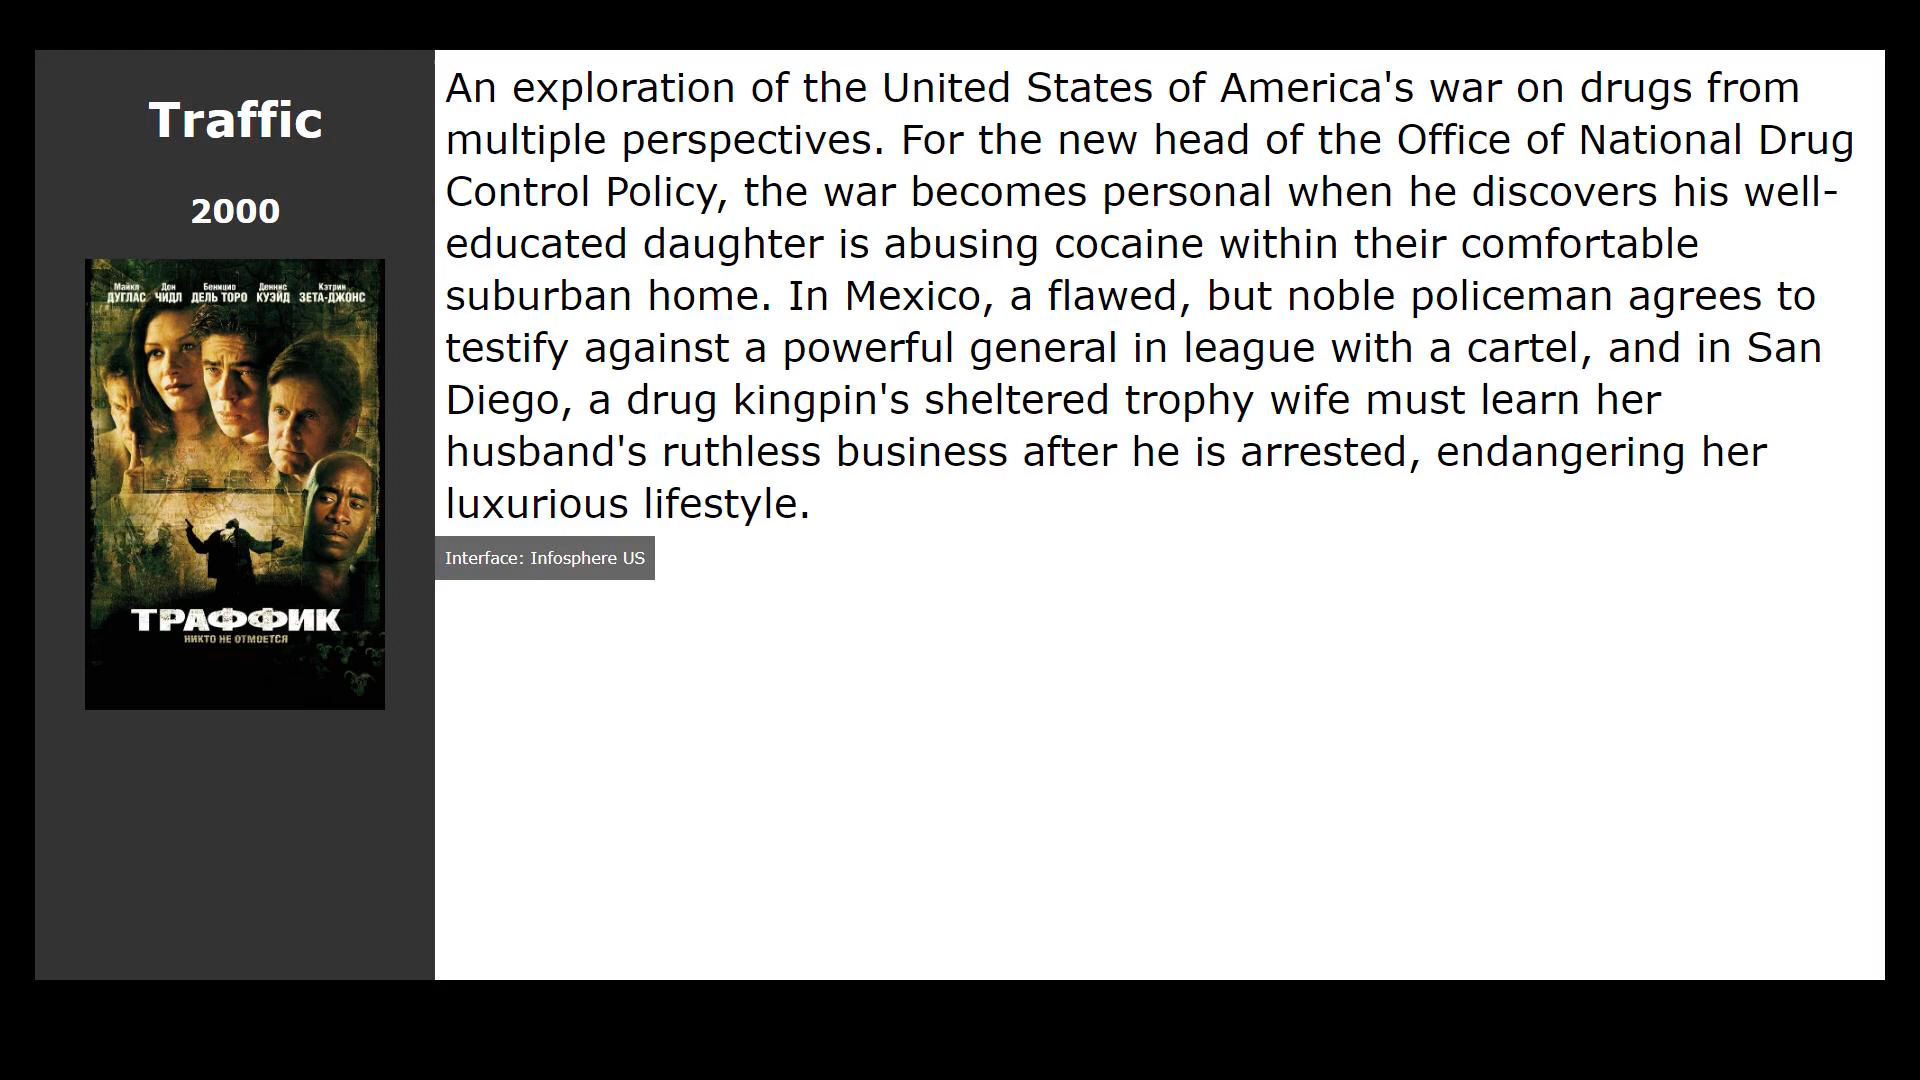 Traffic
2000
Майкл Дон Бенисио Деннис Кэтрин
ДУГЛАС ЧИДЛ ДЕЛЬ ТОРО КУЭЙД ЗЕТА-ДЖОНС
ТРАФФИК
НИКТО НЕ ОТМОЕТСЯ
An exploration of the United States of America's war on drugs from
multiple perspectives. For the new head of the Office of National Drug
Control Policy, the war becomes personal when he discovers his well-
educated daughter is abusing cocaine within their comfortable
suburban home. In Mexico, a flawed, but noble policeman agrees to
testify against a powerful general in league with a cartel, and in San
Diego, a drug kingpin's sheltered trophy wife must learn her
husband's ruthless business after he is arrested, endangering her
luxurious lifestyle.
Interface: Infosphere US